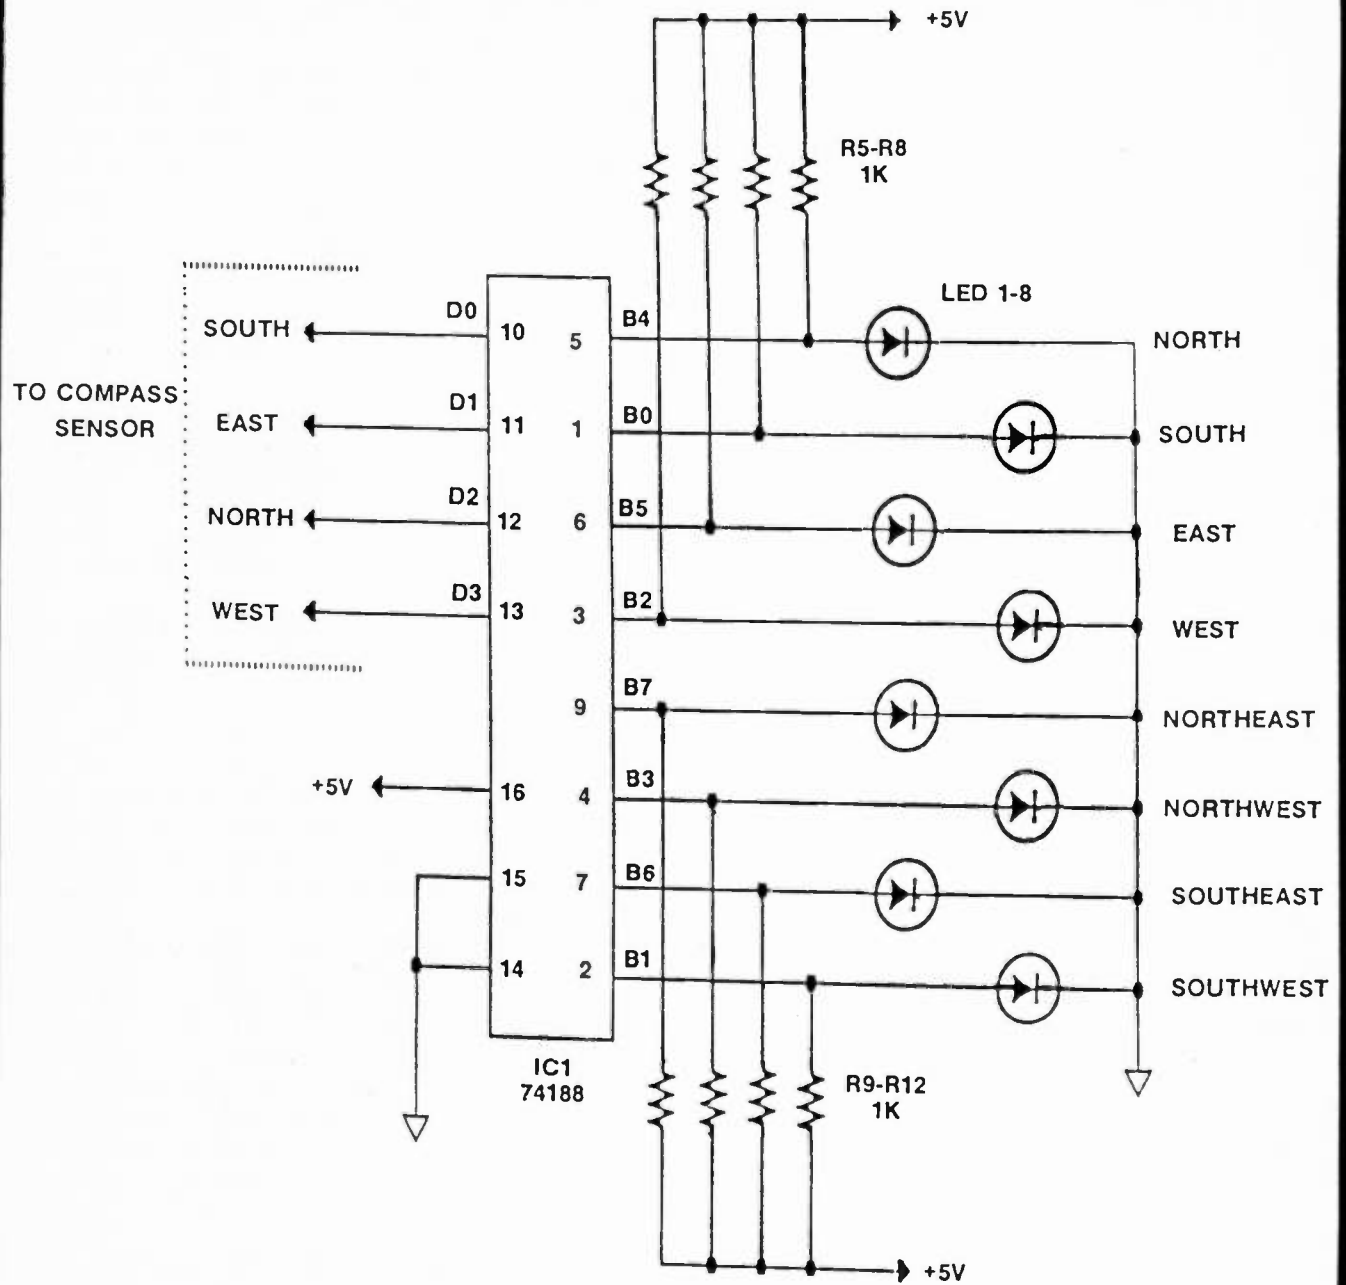 +5V
R5-R8
1K
LED 1-8
TO COMPASS
SENSOR
SOUTH
EAST
NORTH
WEST
D0
D1
D2
D3
10
11
12
13
+5V
16
15
14
5
1
6
3
9
4
7
2
B4
B0
B5
B2
B7
B3
B6
B1
NORTH
SOUTH
EAST
WEST
NORTHEAST
NORTHWEST
SOUTHEAST
SOUTHWEST
IC1
74188
R9-R12
1K
+5V